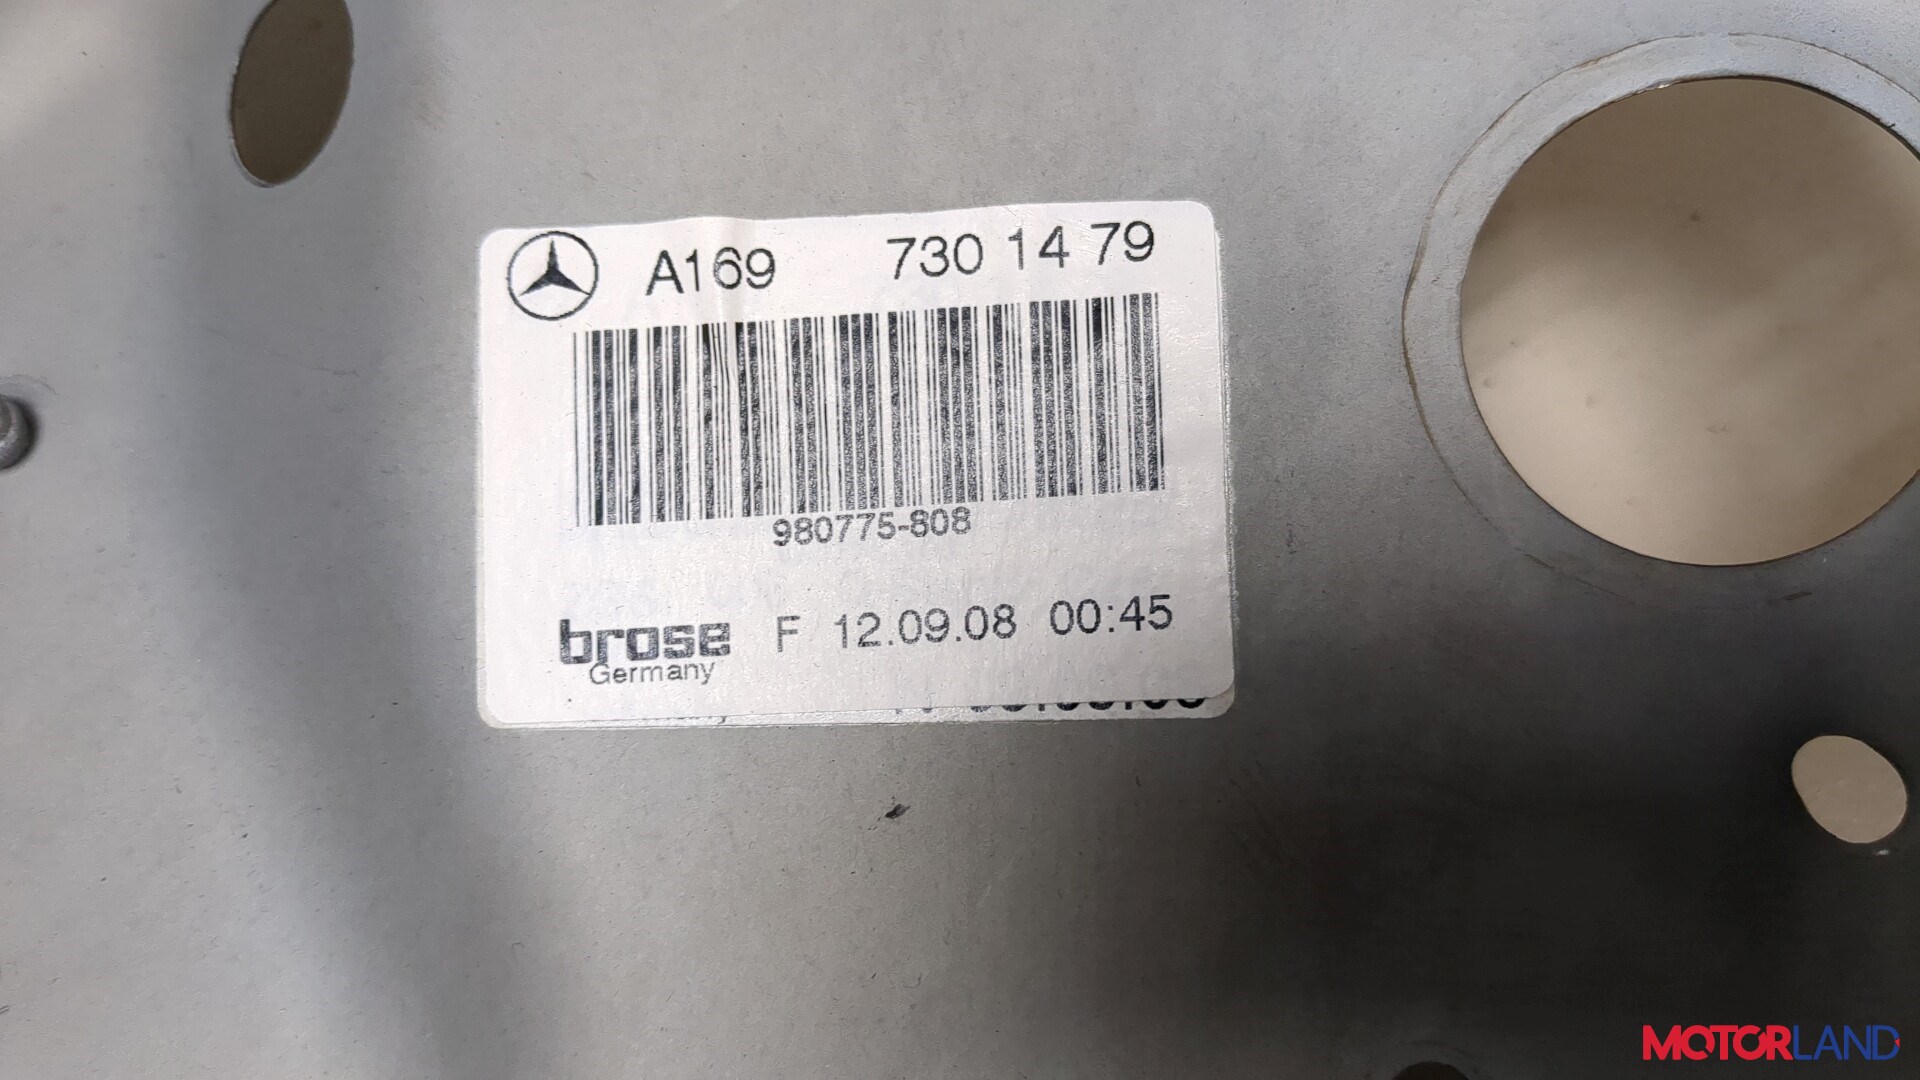 A169 730 14 79
980775-808
brose F 12.09.08 00:45
Germany
MOTORLAND